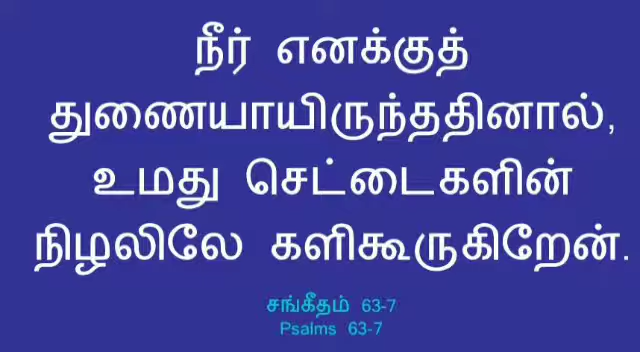 நீர் எனக்குத்
துணையாயிருந்ததினால்,
உமது செட்டைகளின்
நிழலிலே களிகூருகிறேன்.
சங்கீதம் 63-7
Psalms 63-7